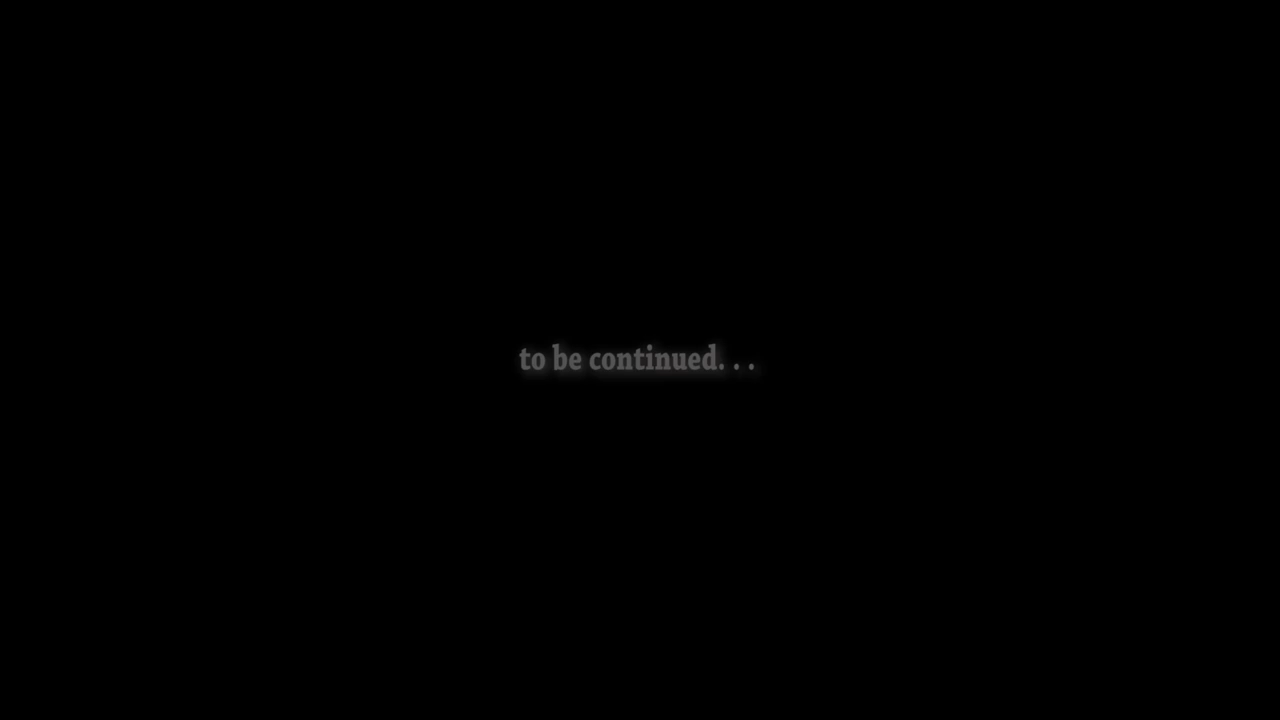 to be continued. . .